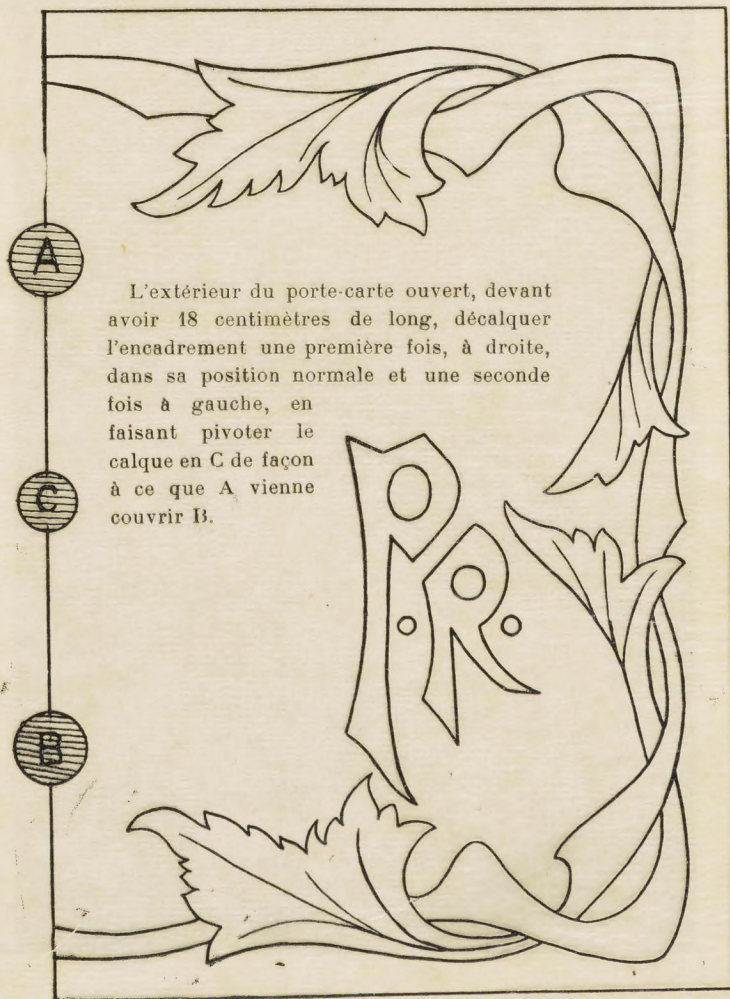 A
L'extérieur du porte-carte ouvert, devant
avoir 18 centimètres de long, décalquer
l'encadrement une première fois, à droite,
dans sa position normale et une seconde
fois à gauche, en
faisant pivoter le
calque en C de façon
à ce que A vienne
couvrir B.
C
P.R.
B